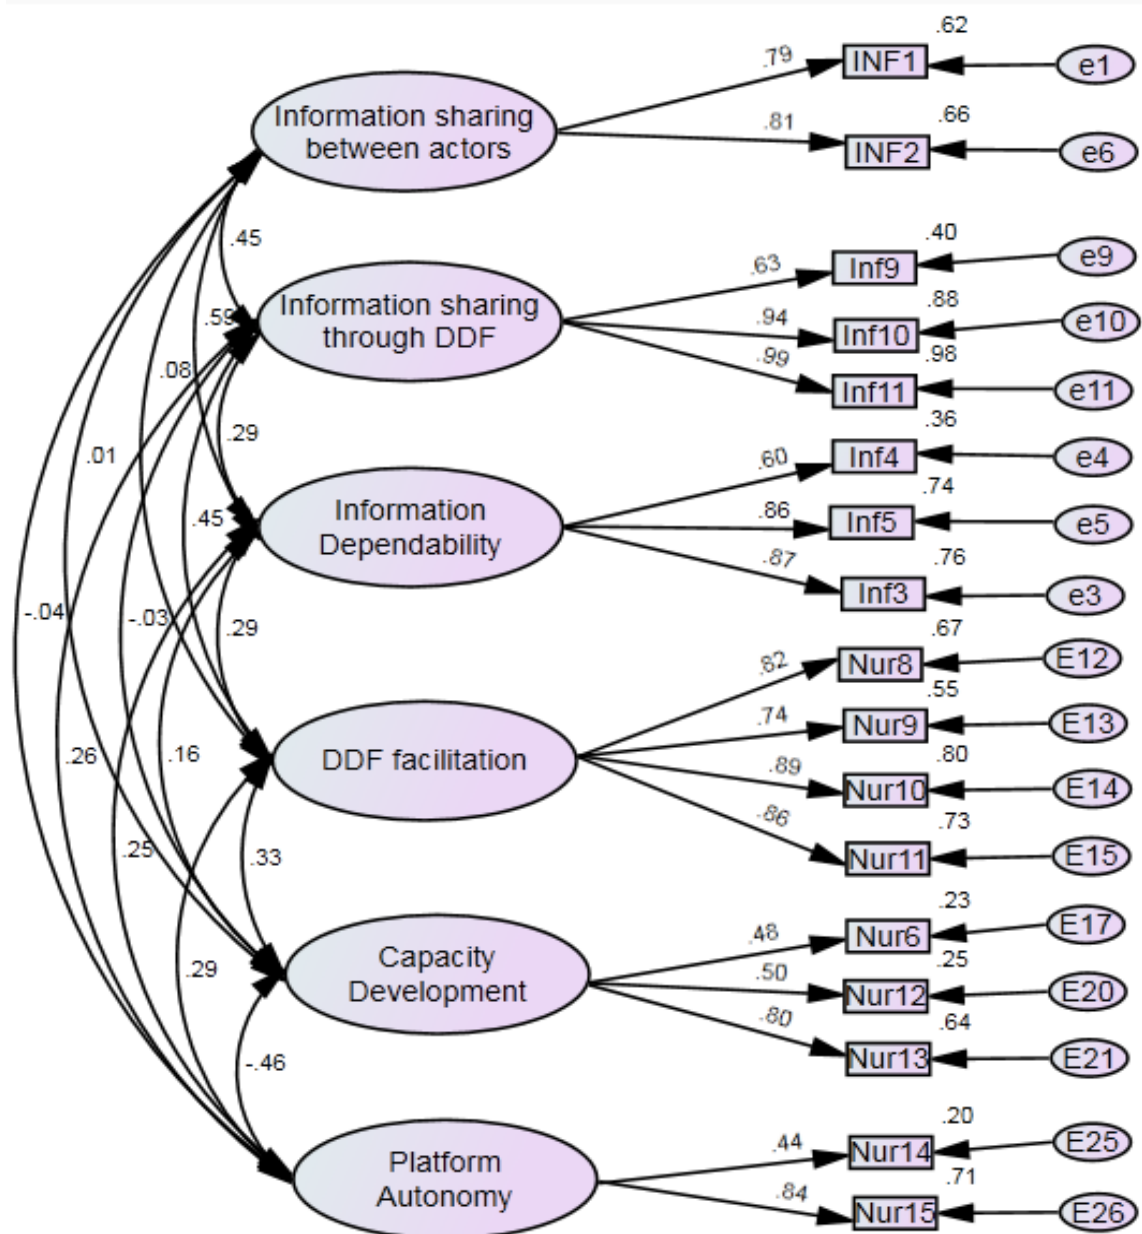 .62
.79
INF1
e1
Information sharing
between actors
.66
.81
INF2
e6
.45
.40
.63
Inf9
e9
Information sharing
through DDF
.59
.88
.94
Inf10
e10
.98
.99
Inf11
e11
.08
.29
.01
.36
.60
Inf4
e4
Information
Dependability
.74
.86
Inf5
e5
.45
.76
.87
Inf3
e3
-.04
-.03
.29
.67
.82
Nur8
E12
.55
.74
Nur9
E13
DDF facilitation
.80
.89
Nur10
E14
.26
.16
.73
.86
Nur11
E15
.25
.33
.23
.48
Nur6
E17
Capacity
Development
.25
.50
Nur12
E20
.29
.64
.80
Nur13
E21
-.46
.20
.44
Nur14
E25
Platform
Autonomy
.71
.84
Nur15
E26